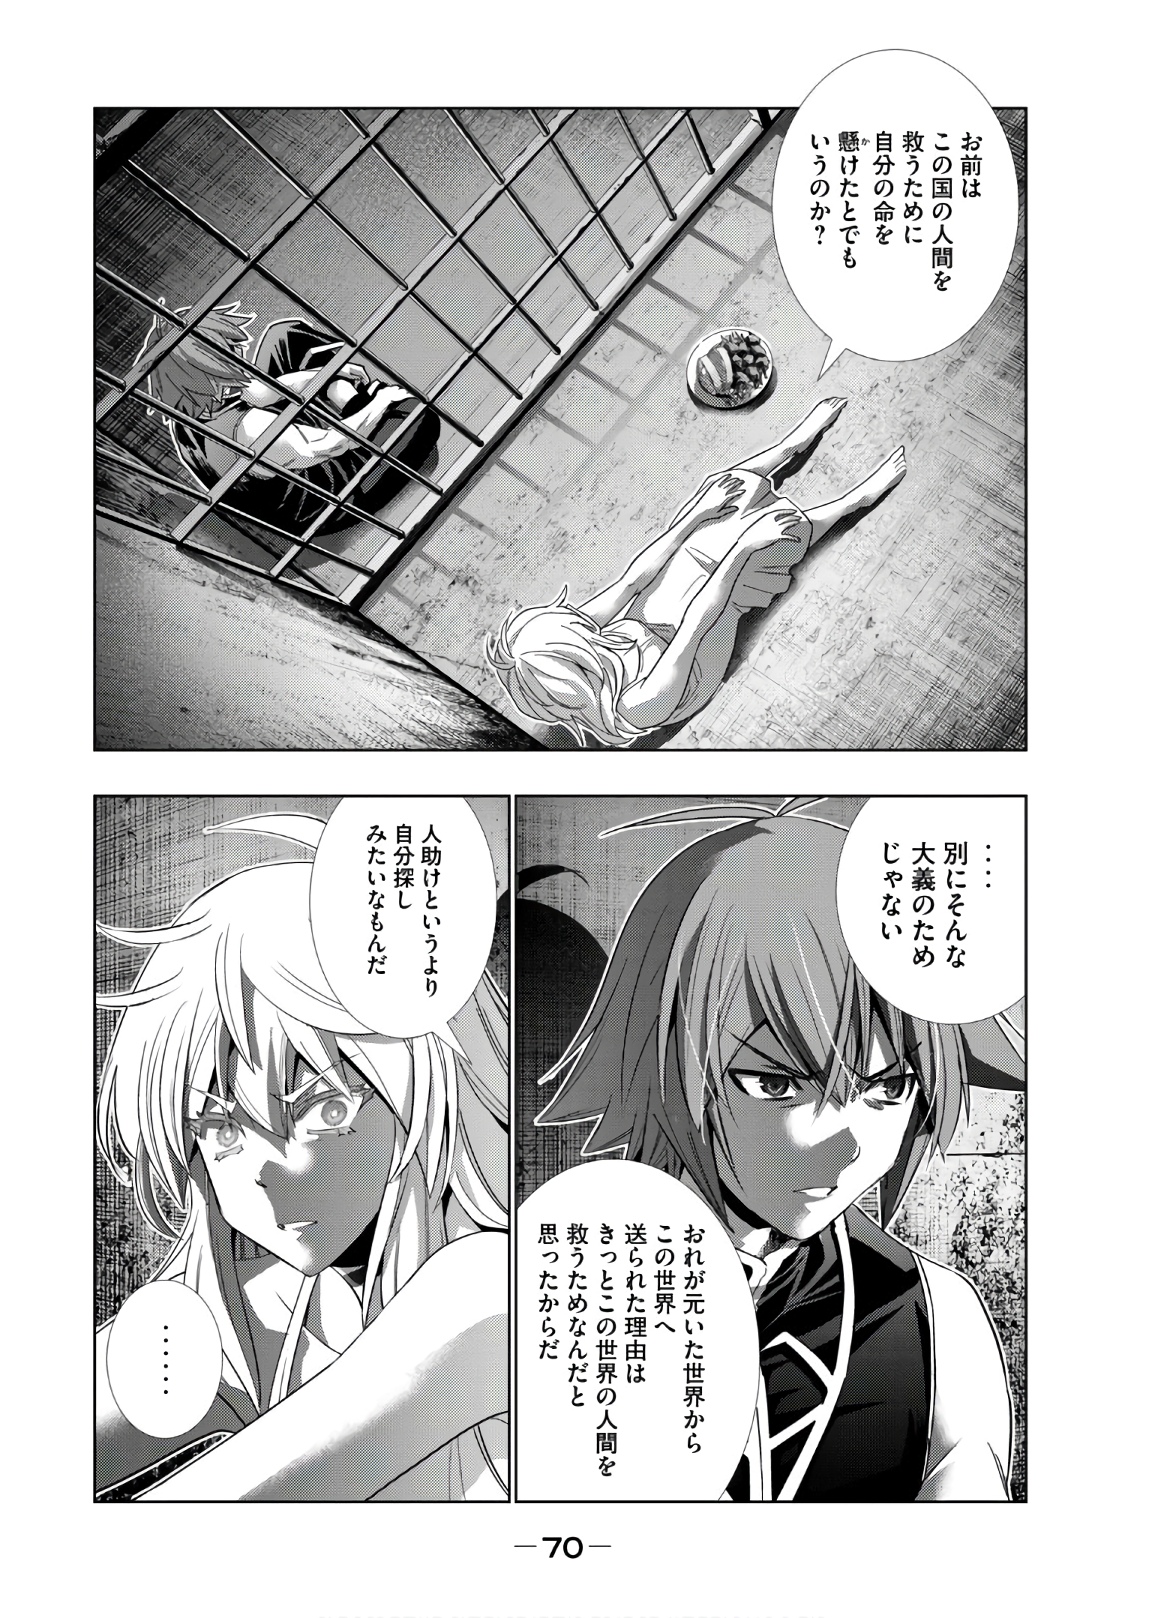 お前は
この国の人間を
救うために
自分の命を
懸けたとでも
か
いうのか？
‥‥
別にそんな
大義のため
じゃない
おれが元いた世界から
この世界へ
送られた理由は
きっとこの世界の人間を
救うためなんだと
思ったからだ
人助けというより
自分探し
みたいなもんだ
‥‥‥
—70—